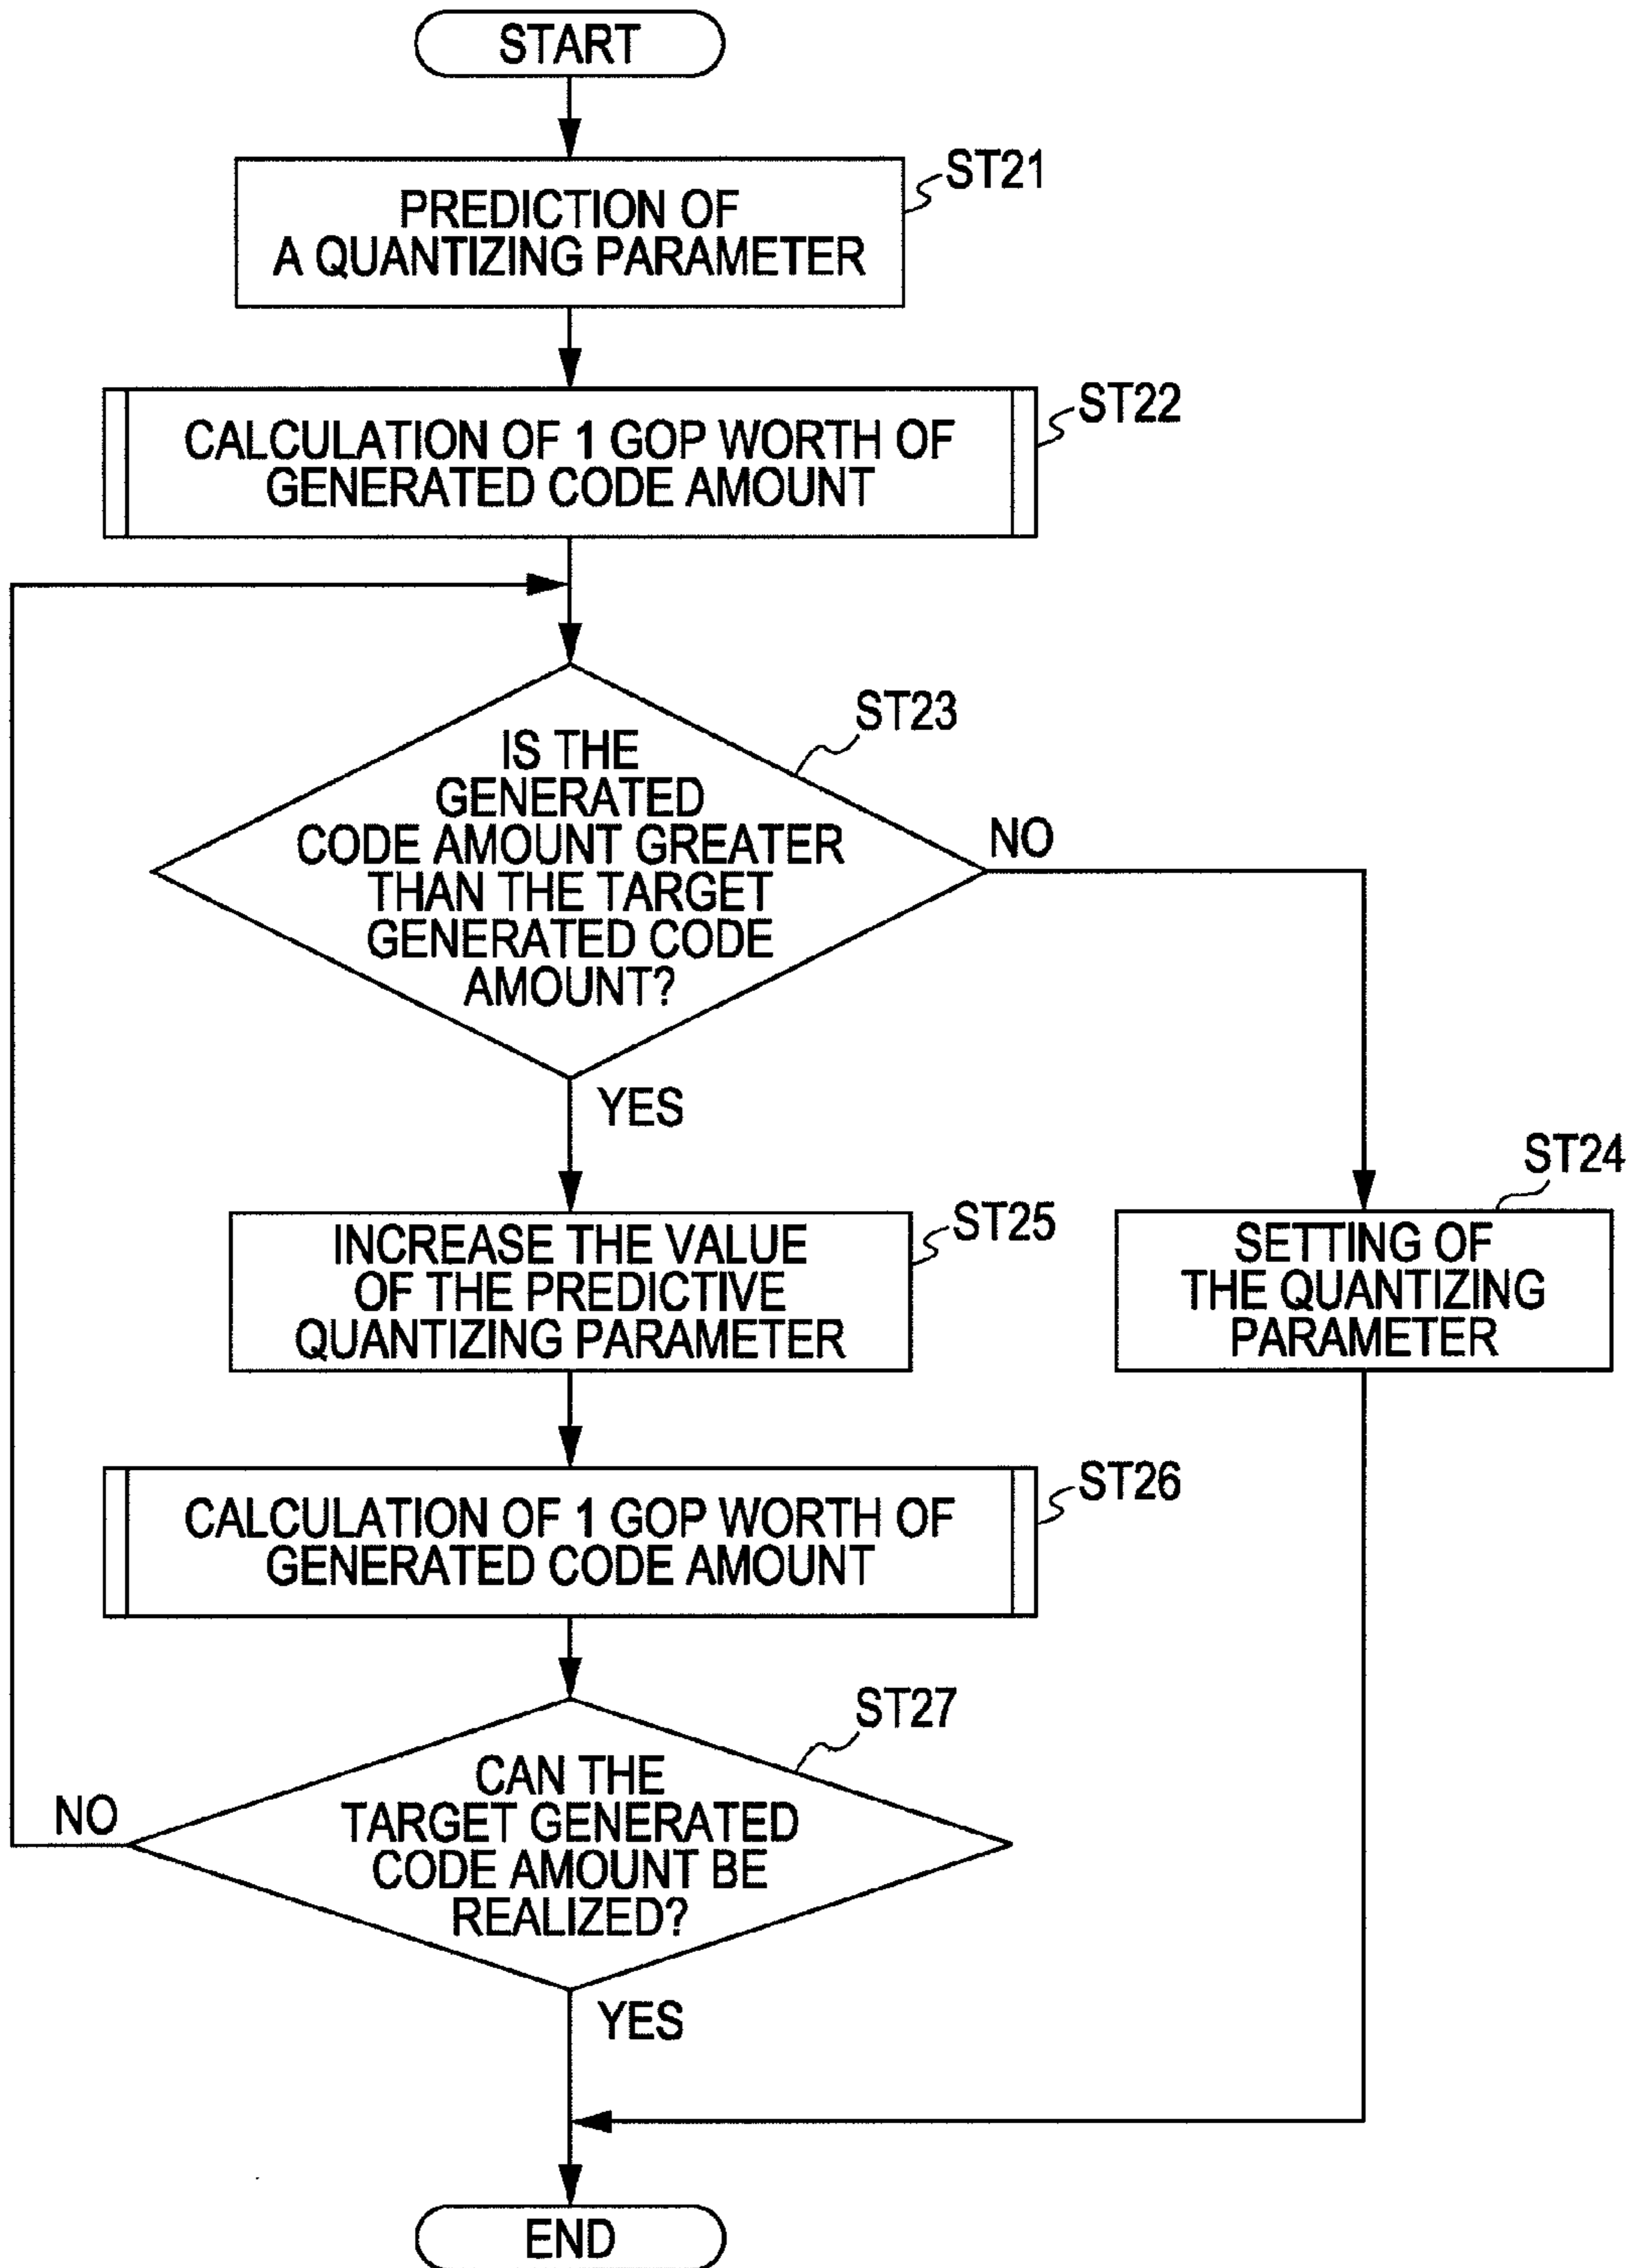 START
ST21
PREDICTION OF
A QUANTIZING PARAMETER
ST22
CALCULATION OF 1 GOP WORTH OF
GENERATED CODE AMOUNT
ST23
IS THE
GENERATED
CODE AMOUNT GREATER
THAN THE TARGET
GENERATED CODE
AMOUNT?
NO
YES
ST24
SETTING OF
THE QUANTIZING
PARAMETER
ST25
INCREASE THE VALUE
OF THE PREDICTIVE
QUANTIZING PARAMETER
ST26
CALCULATION OF 1 GOP WORTH OF
GENERATED CODE AMOUNT
ST27
CAN THE
TARGET GENERATED
CODE AMOUNT BE
REALIZED?
NO
YES
END